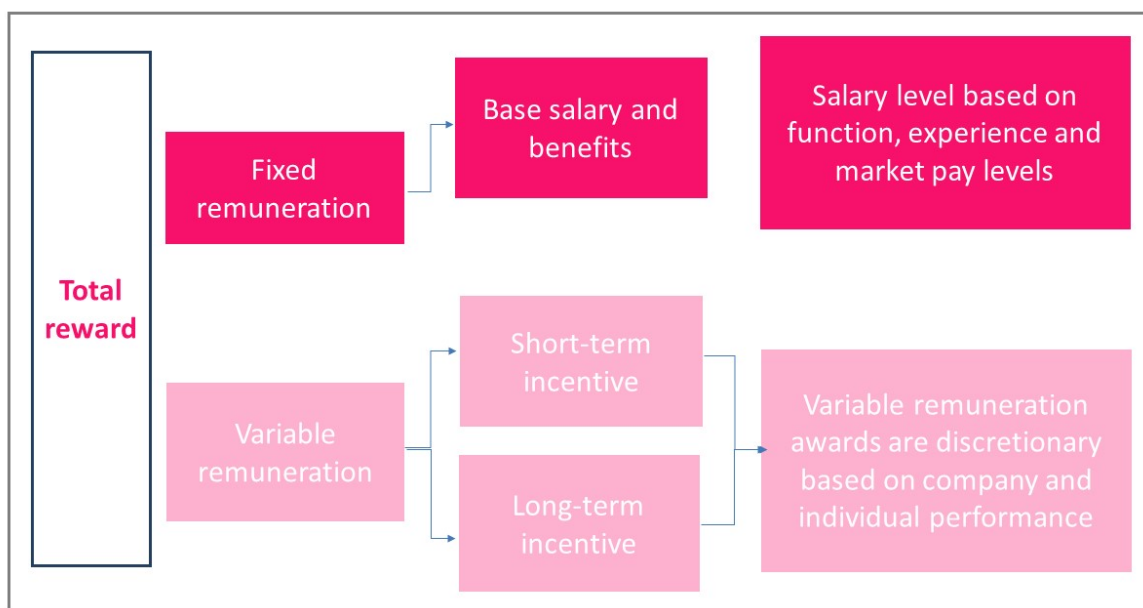 Total
reward
Fixed
remuneration
Base salary and
benefits
Salary level based on
function, experience and
market pay levels
Variable
remuneration
Short-term
incentive
Long-term
incentive
Variable remuneration
awards are discretionary
based on company and
individual performance